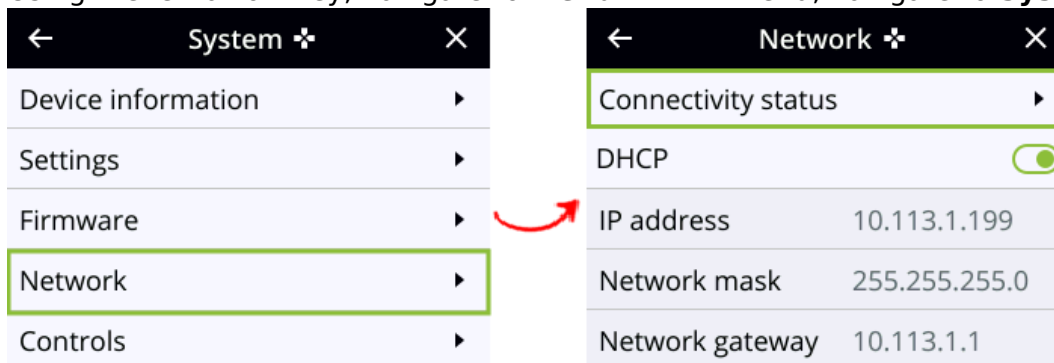 System
Device information
Settings
Firmware
Network
Controls
Network
Connectivity status
DHCP
IP address 10.113.1.199
Network mask 255.255.255.0
Network gateway 10.113.1.1